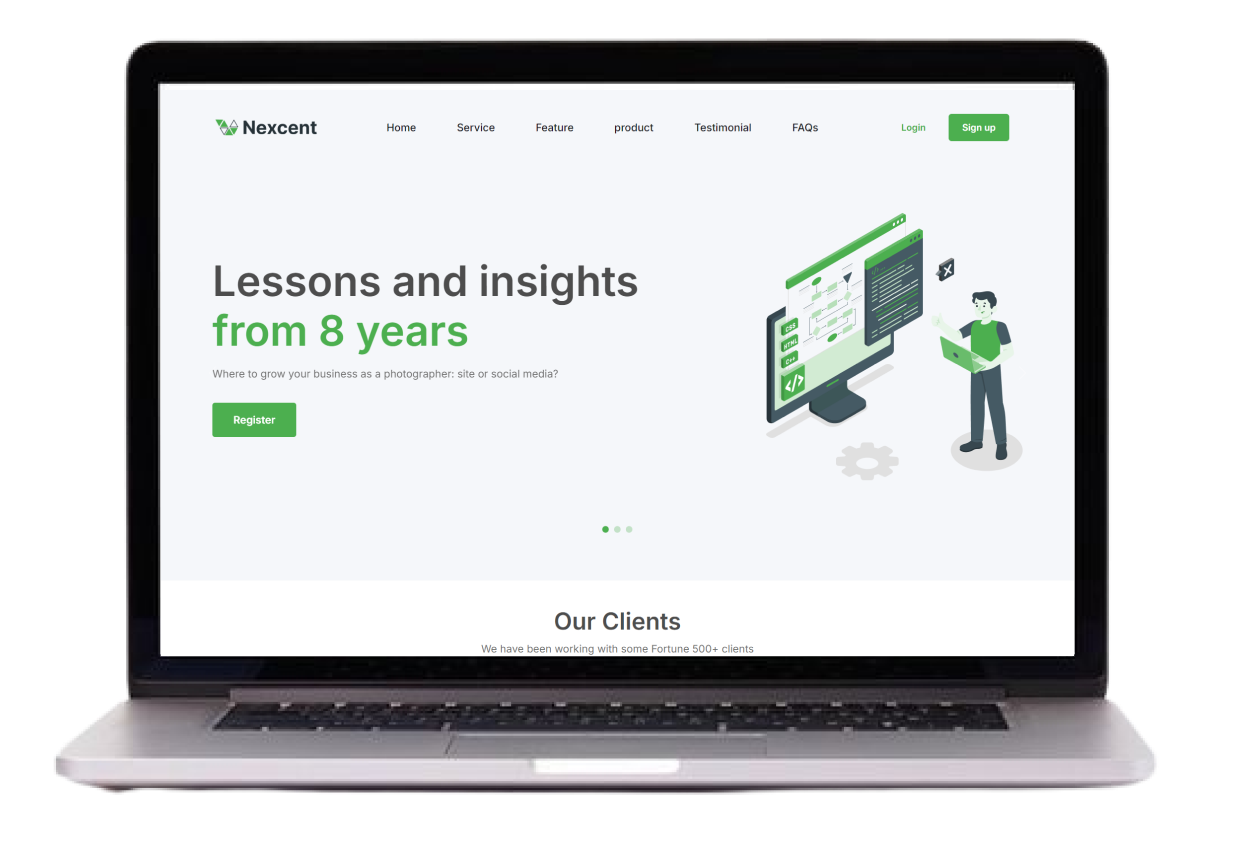 Nexcent
Home
Service
Feature
product
Testimonial
FAQs
Login
Sign up
Lessons and insights
from 8 years
Where to grow your business as a photographer: site or social media?
Register
CSS
HTML
C++
</>
Our Clients
We have been working with some Fortune 500+ clients